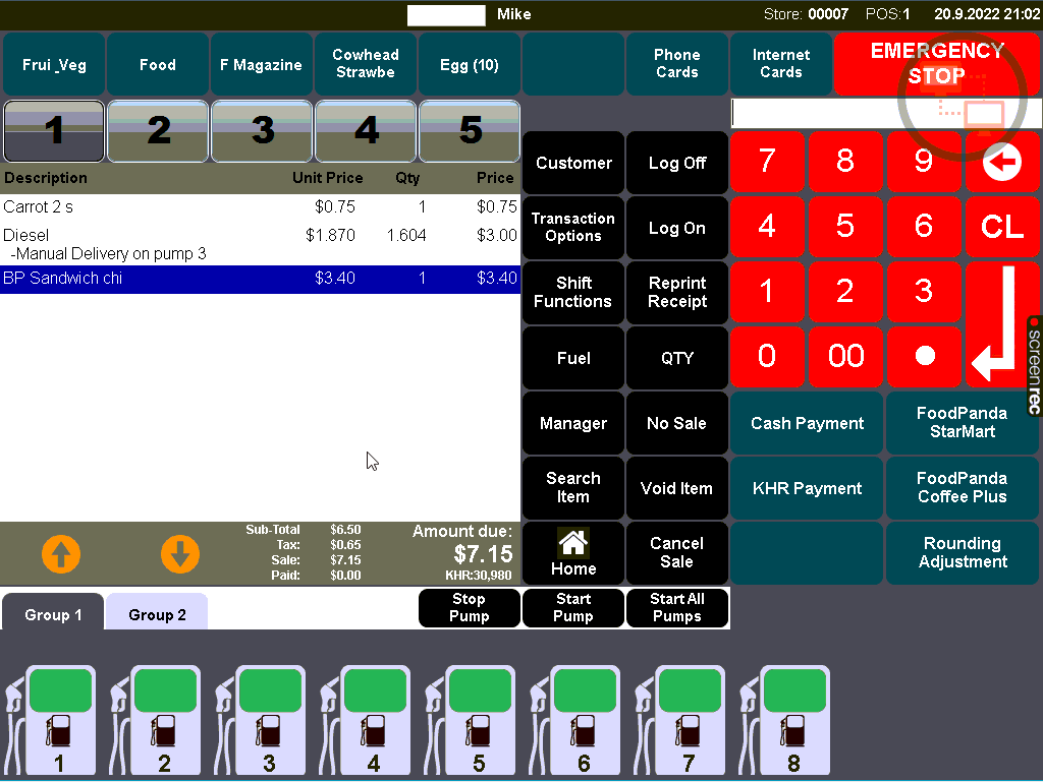 Mike Store: 00007 POS:1 20.9.2022 21:02
Frui _Veg
Food
F Magazine
Cowhead
Strawbe
Egg (10)
Phone
Cards
Internet
Cards
EMERGENCY
STOP
1 2 3 4 5
Description Unit Price Qty Price
Carrot 2 s $0.75 1 $0.75
Diesel $1.870 1.604 $3.00
-Manual Delivery on pump 3
BP Sandwich chi $3.40 1 $3.40
Sub-Total $6.50
Tax: $0.65
Sale: $7.15
Paid: $0.00
Amount due:
$7.15
KHR:30,980
Customer
Log Off
Transaction
Options
Log On
Shift
Functions
Reprint
Receipt
Fuel
QTY
Manager
No Sale
Search
Item
Void Item
Home
Cancel
Sale
7 8 9
4 5 6 CL
1 2 3
0 00
Cash Payment
FoodPanda
StarMart
KHR Payment
FoodPanda
Coffee Plus
Rounding
Adjustment
screenrec
Group 1
Group 2
Stop
Pump
Start
Pump
Start All
Pumps
1 2 3 4 5 6 7 8